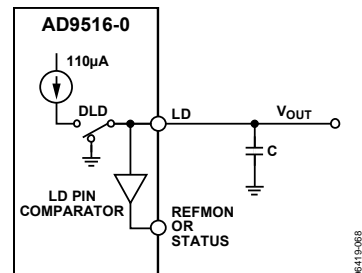 AD9516-0
110µA
DLD
LD
VOUT
C
LD PIN
COMPARATOR
REFMON
OR
STATUS
06419-068